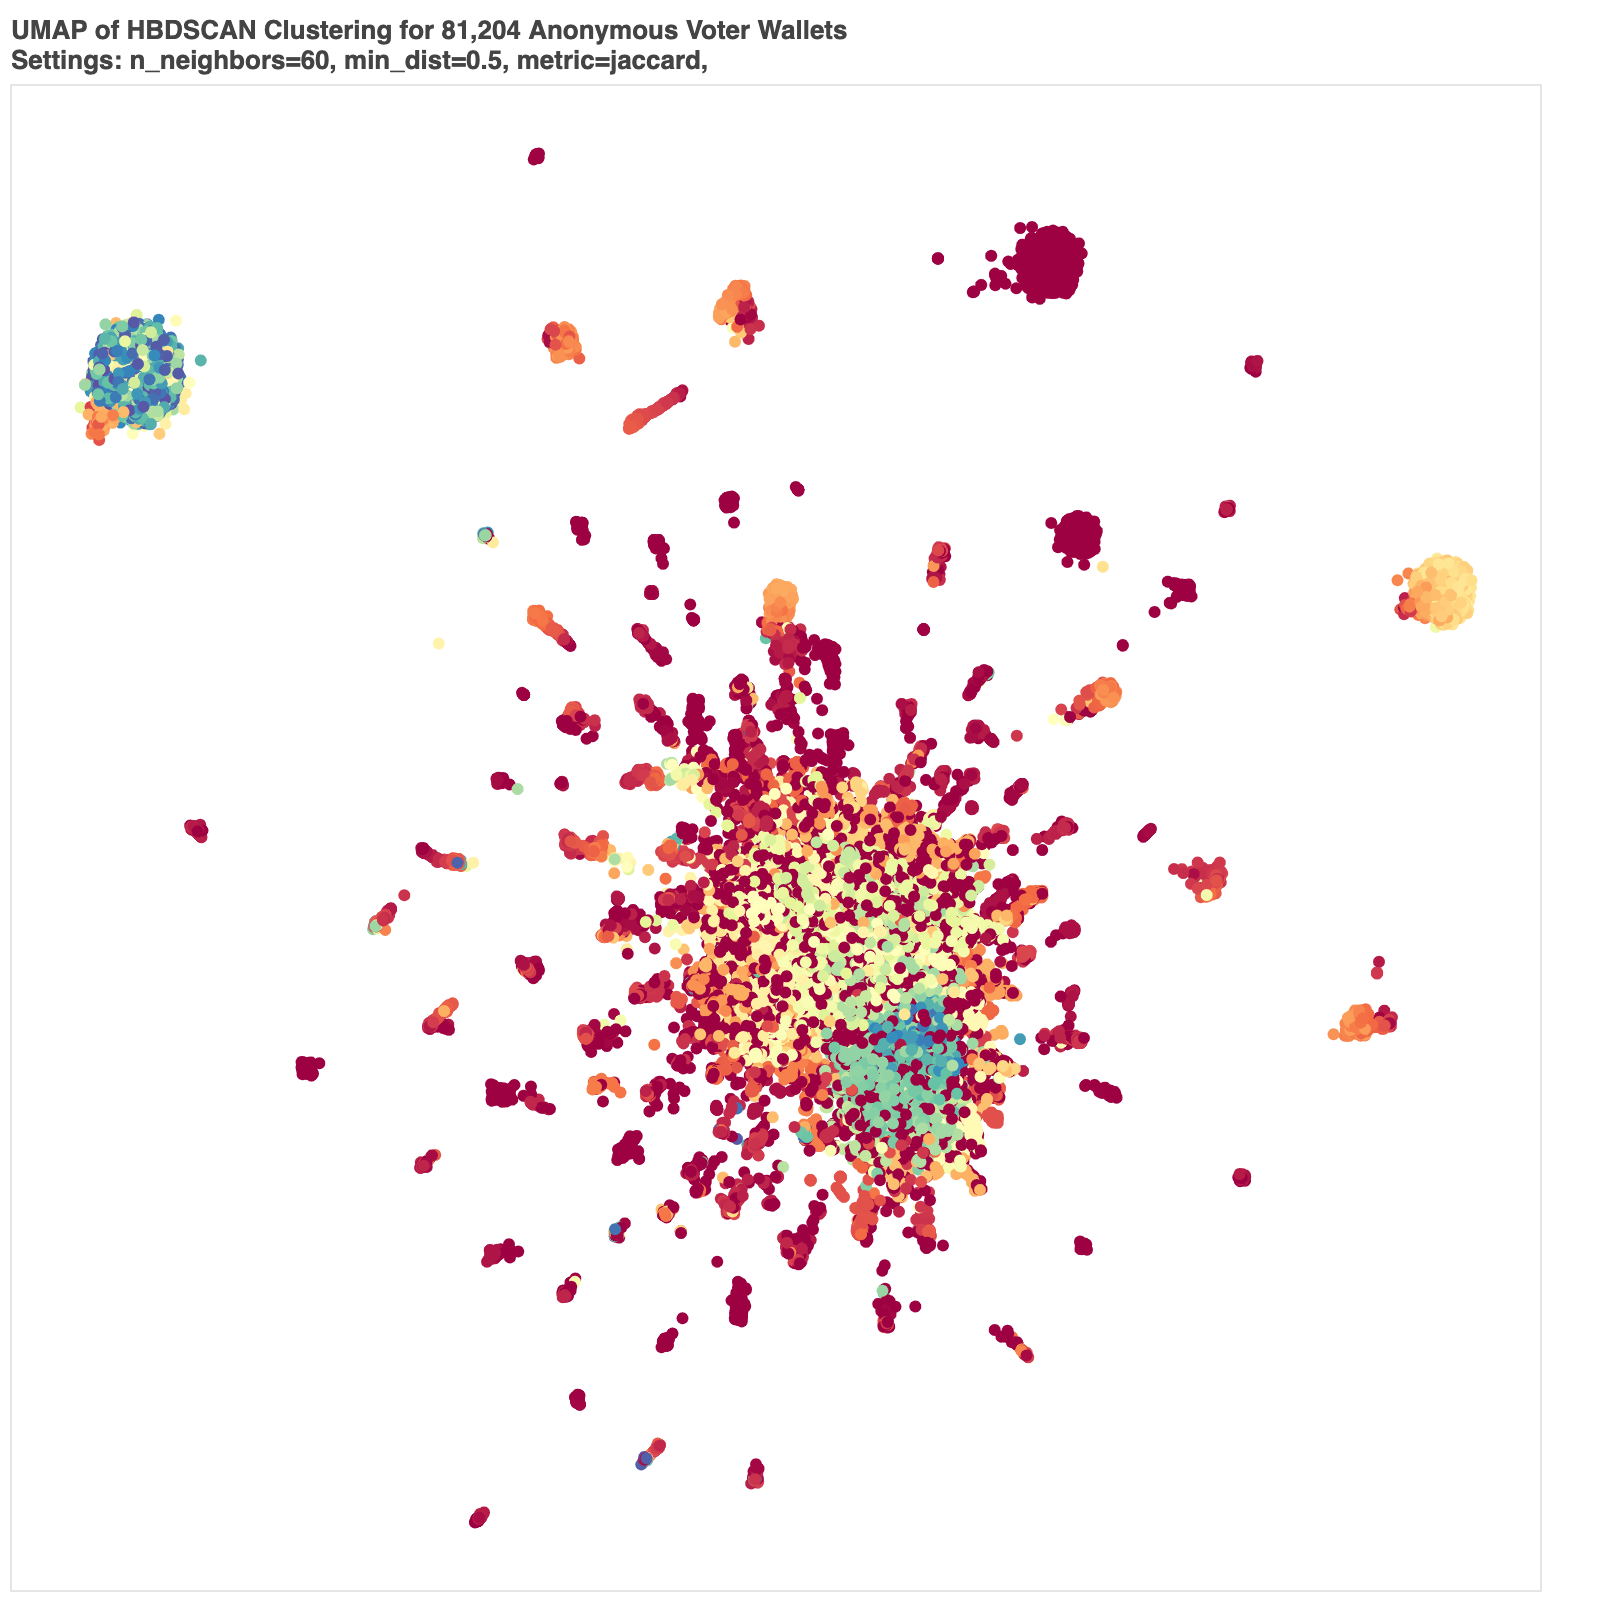 UMAP of HBDSCAN Clustering for 81,204 Anonymous Voter Wallets
Settings: n_neighbors=60, min_dist=0.5, metric=jaccard,